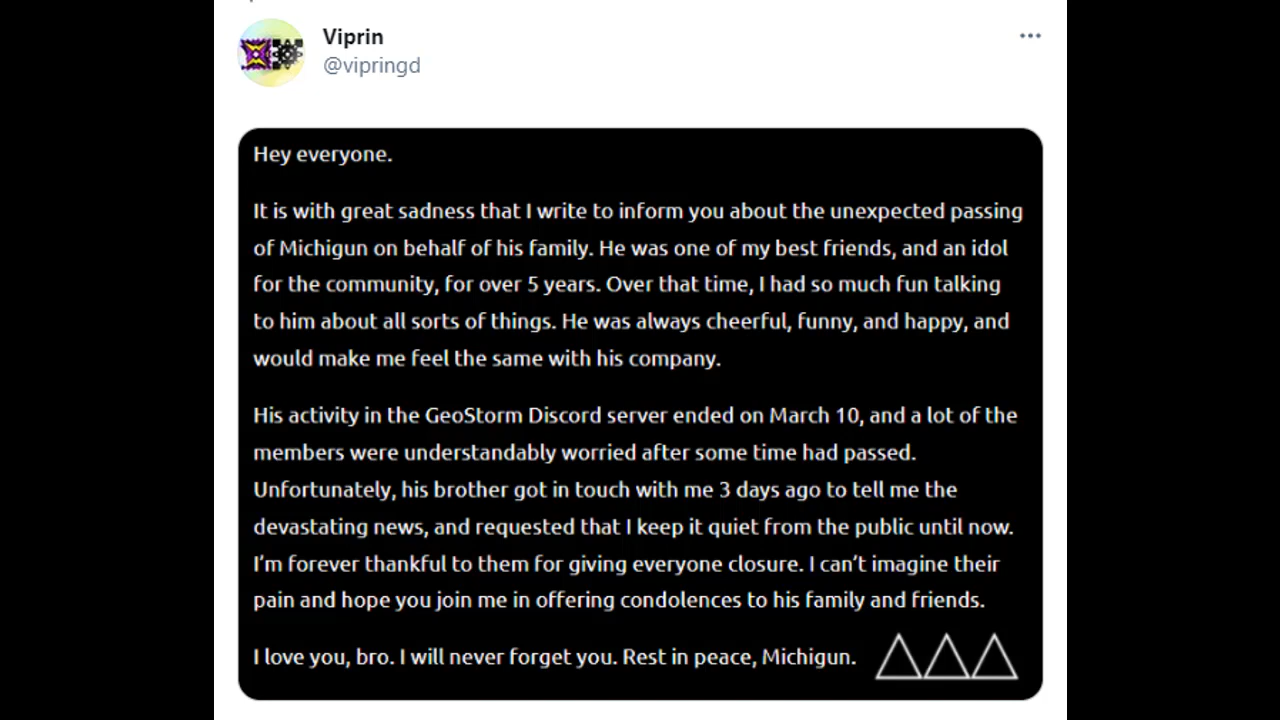 Viprin
@vipringd
Hey everyone.
It is with great sadness that I write to inform you about the unexpected passing
of Michigun on behalf of his family. He was one of my best friends, and an idol
for the community, for over 5 years. Over that time, I had so much fun talking
to him about all sorts of things. He was always cheerful, funny, and happy, and
would make me feel the same with his company.
His activity in the GeoStorm Discord server ended on March 10, and a lot of the
members were understandably worried after some time had passed.
Unfortunately, his brother got in touch with me 3 days ago to tell me the
devastating news, and requested that I keep it quiet from the public until now.
I’m forever thankful to them for giving everyone closure. I can’t imagine their
pain and hope you join me in offering condolences to his family and friends.
I love you, bro. I will never forget you. Rest in peace, Michigun.